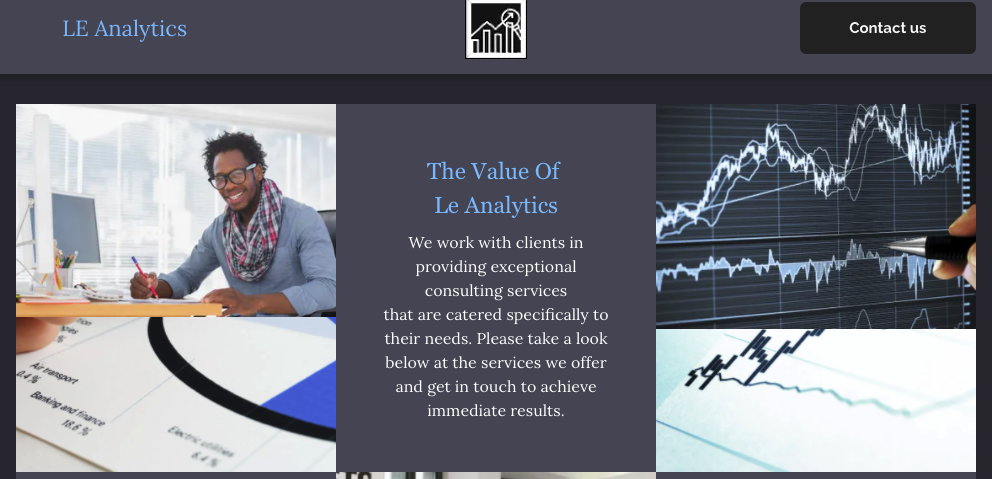 LE Analytics
Contact us
The Value Of
Le Analytics
We work with clients in
providing exceptional
consulting services
that are catered specifically to
their needs. Please take a look
below at the services we offer
and get in touch to achieve
immediate results.
Air transport
0.4 %
Banking and finance
18.6 %
Electric utilities
6.4 %